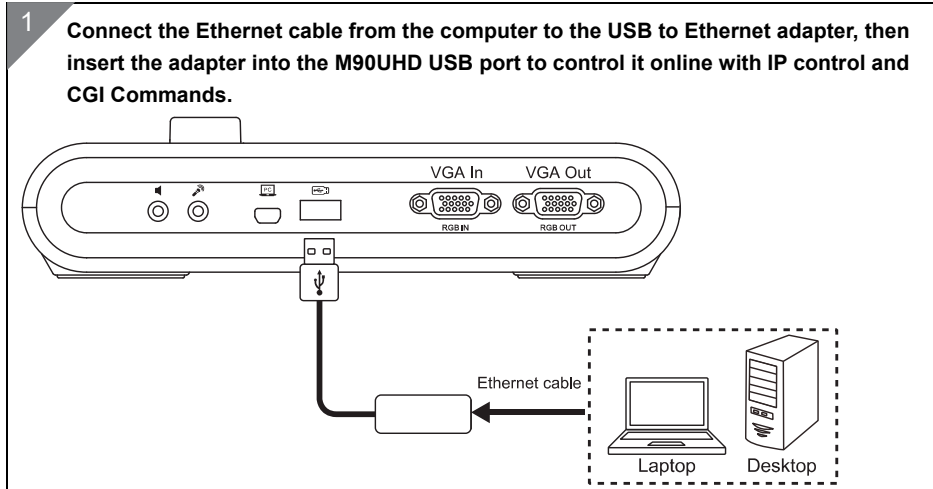 1
Connect the Ethernet cable from the computer to the USB to Ethernet adapter, then
insert the adapter into the M90UHD USB port to control it online with IP control and
CGI Commands.
VGA In
VGA Out
PC
RGB IN
RGB OUT
Ethernet cable
Laptop
Desktop